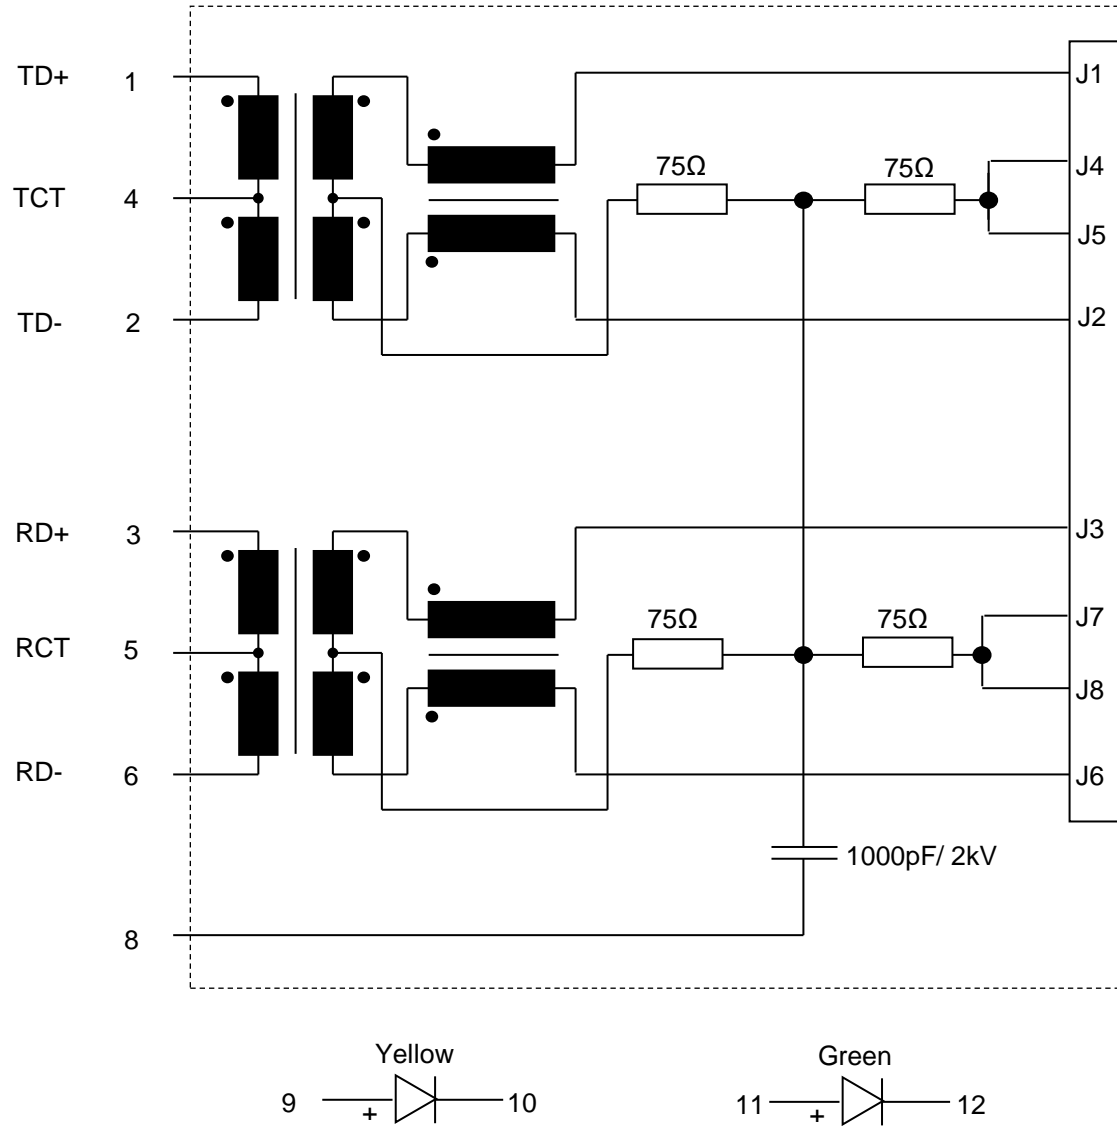 TD+ 1 J1
75Ω 75Ω J4
TCT 4
J5
TD- 2 J2
RD+ 3 J3
75Ω 75Ω J7
RCT 5
J8
RD- 6 J6
1000pF/ 2kV
8
Yellow Green
9 + 10 11 + 12